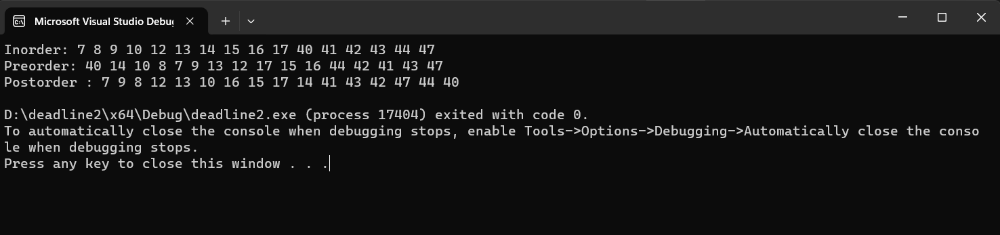 Microsoft Visual Studio Debug
Inorder: 7 8 9 10 12 13 14 15 16 17 40 41 42 43 44 47
Preorder: 40 14 10 8 7 9 13 12 17 15 16 44 42 41 43 47
Postorder : 7 9 8 12 13 10 16 15 17 14 41 43 42 47 44 40
D:\deadline2\x64\Debug\deadline2.exe (process 17404) exited with code 0.
To automatically close the console when debugging stops, enable Tools->Options->Debugging->Automatically close the conso
le when debugging stops.
Press any key to close this window . . .